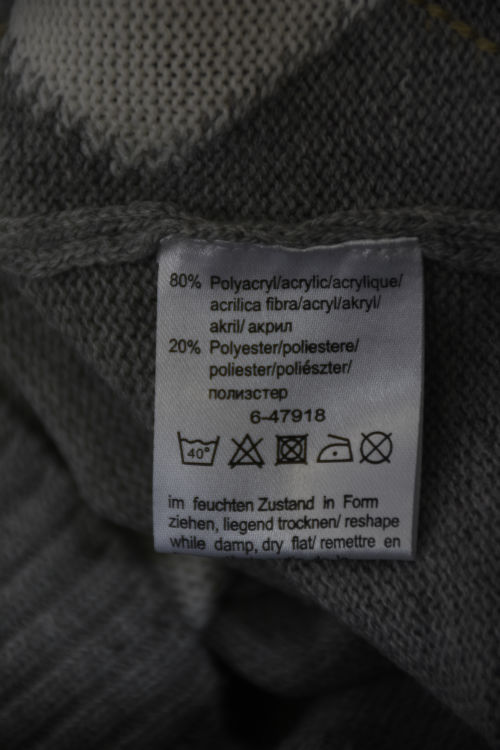 80% Polyacryl/acrylic/acrylique/
acrilica fibra/acryl/akryl/
akril/ акрил
20% Polyester/poliestere/
poliester/poliészter/
полиэстер
6-47918
40°
im feuchten Zustand in Form
ziehen, liegend trocknen/ reshape
while damp, dry flat/ remettre en